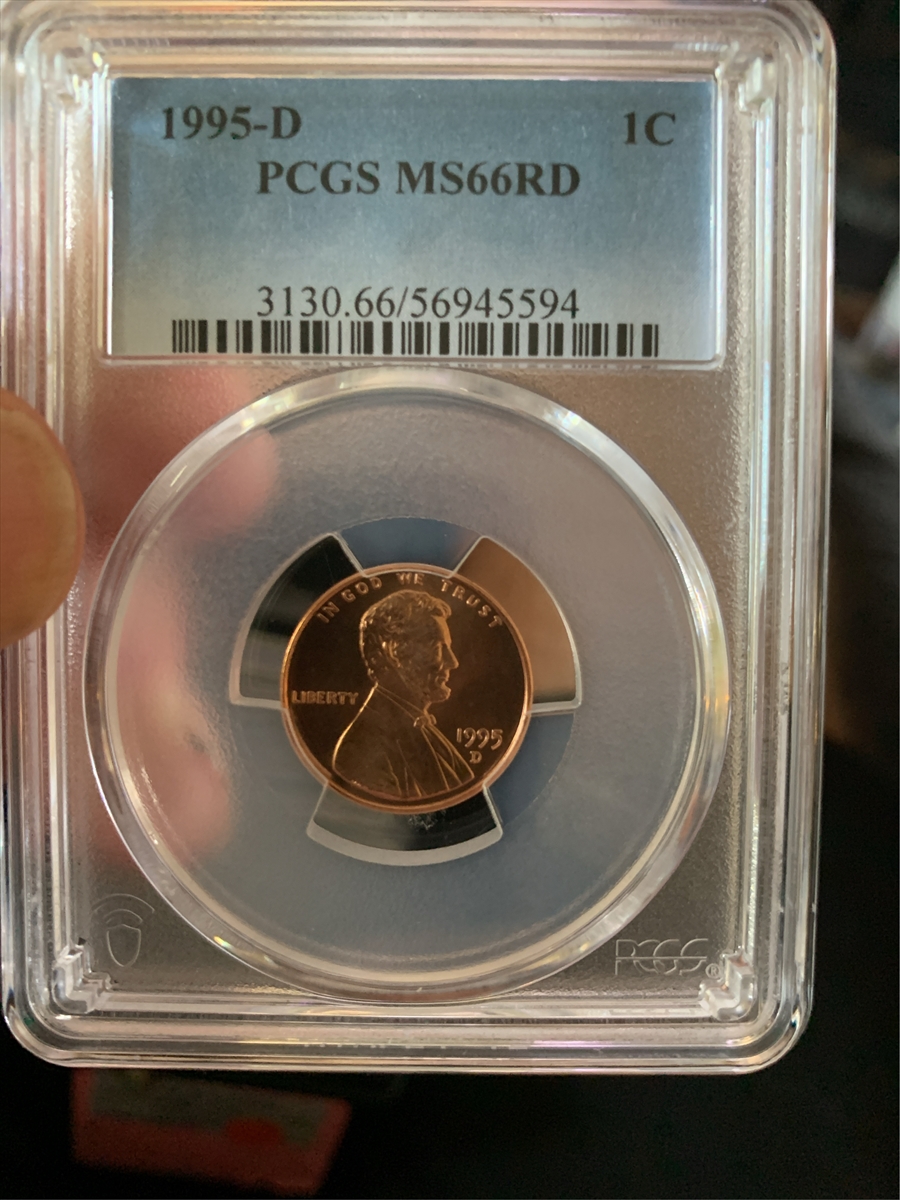 1995-D 1C
PCGS MS66RD
3130.66/56945594
IN GOD WE TRUST
LIBERTY
1995
D
PCGS